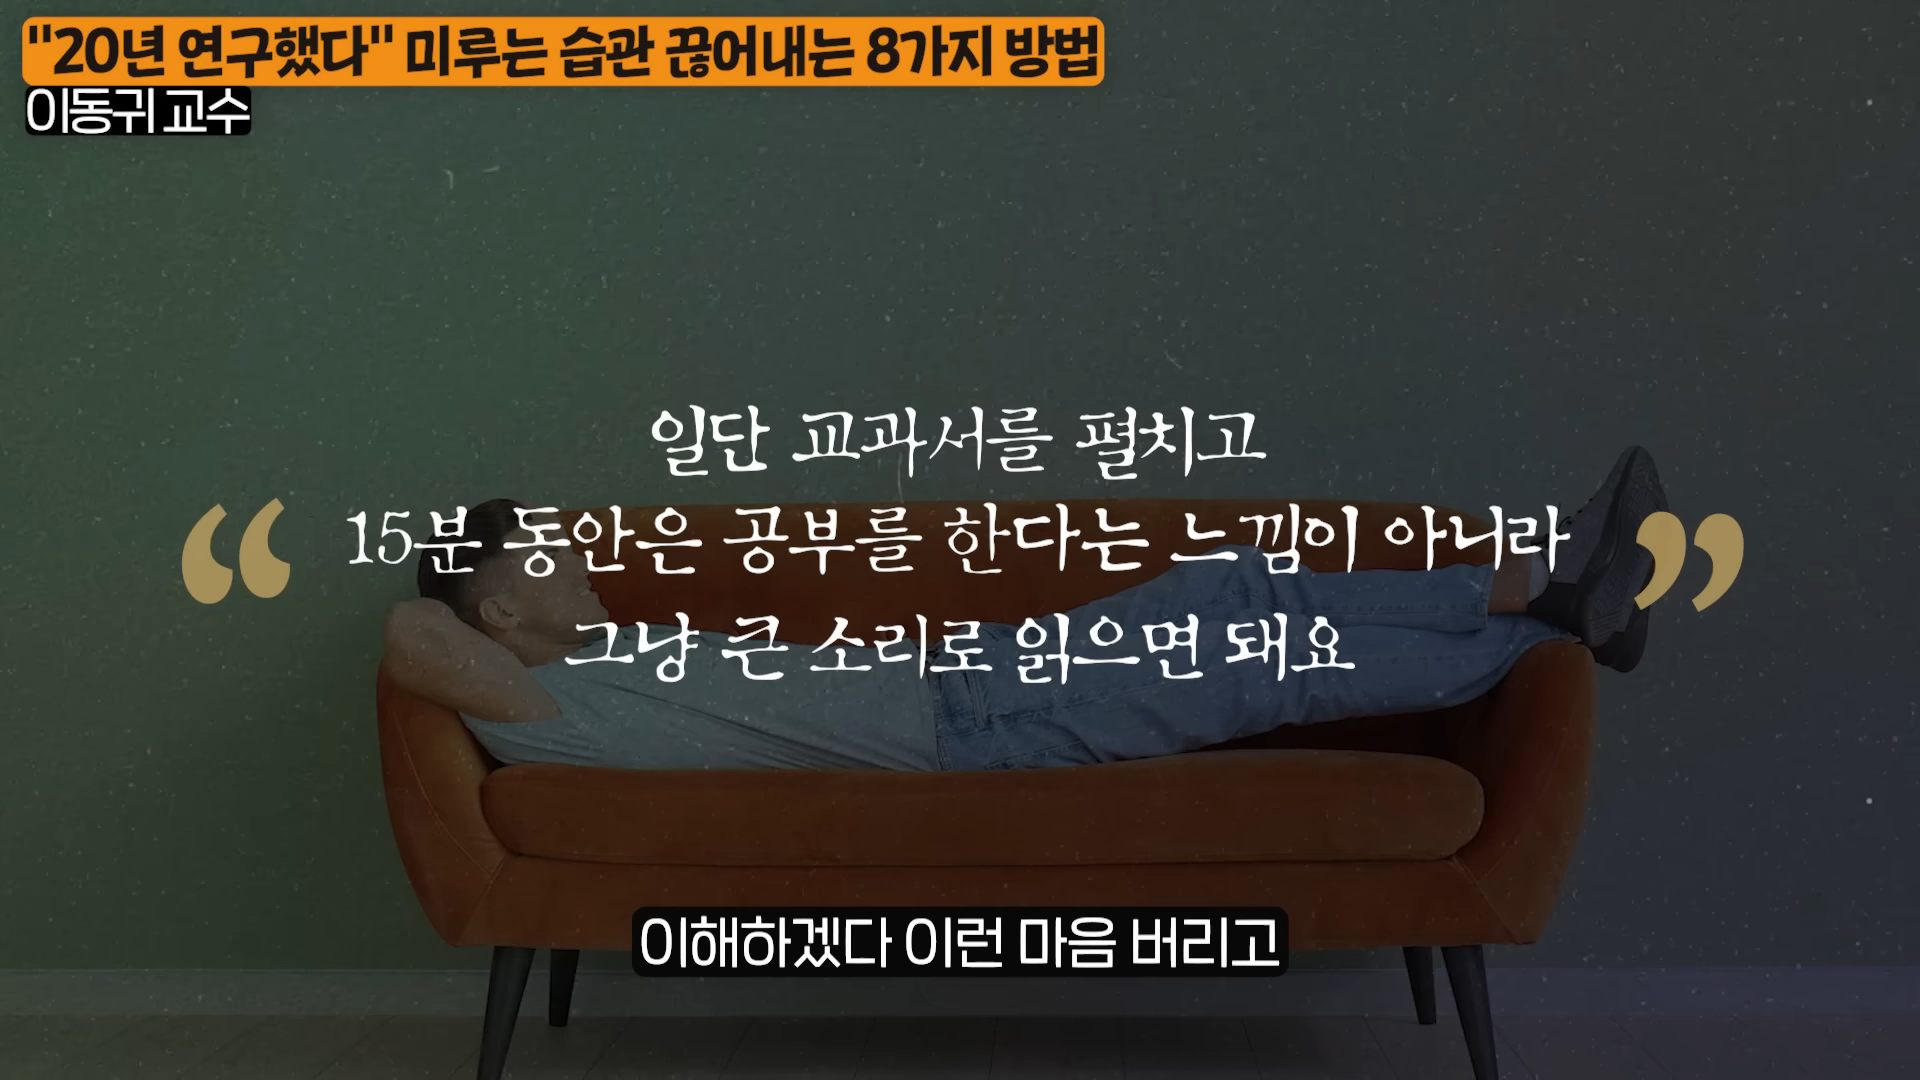 "20년 연구했다" 미루는 습관 끊어내는 8가지 방법
이동귀 교수
일단 교과서를 펼치고
“ 15분 동안은 공부를 한다는 느낌이 아니라 ”
그냥 큰 소리로 읽으면 돼요
이해하겠다 이런 마음 버리고